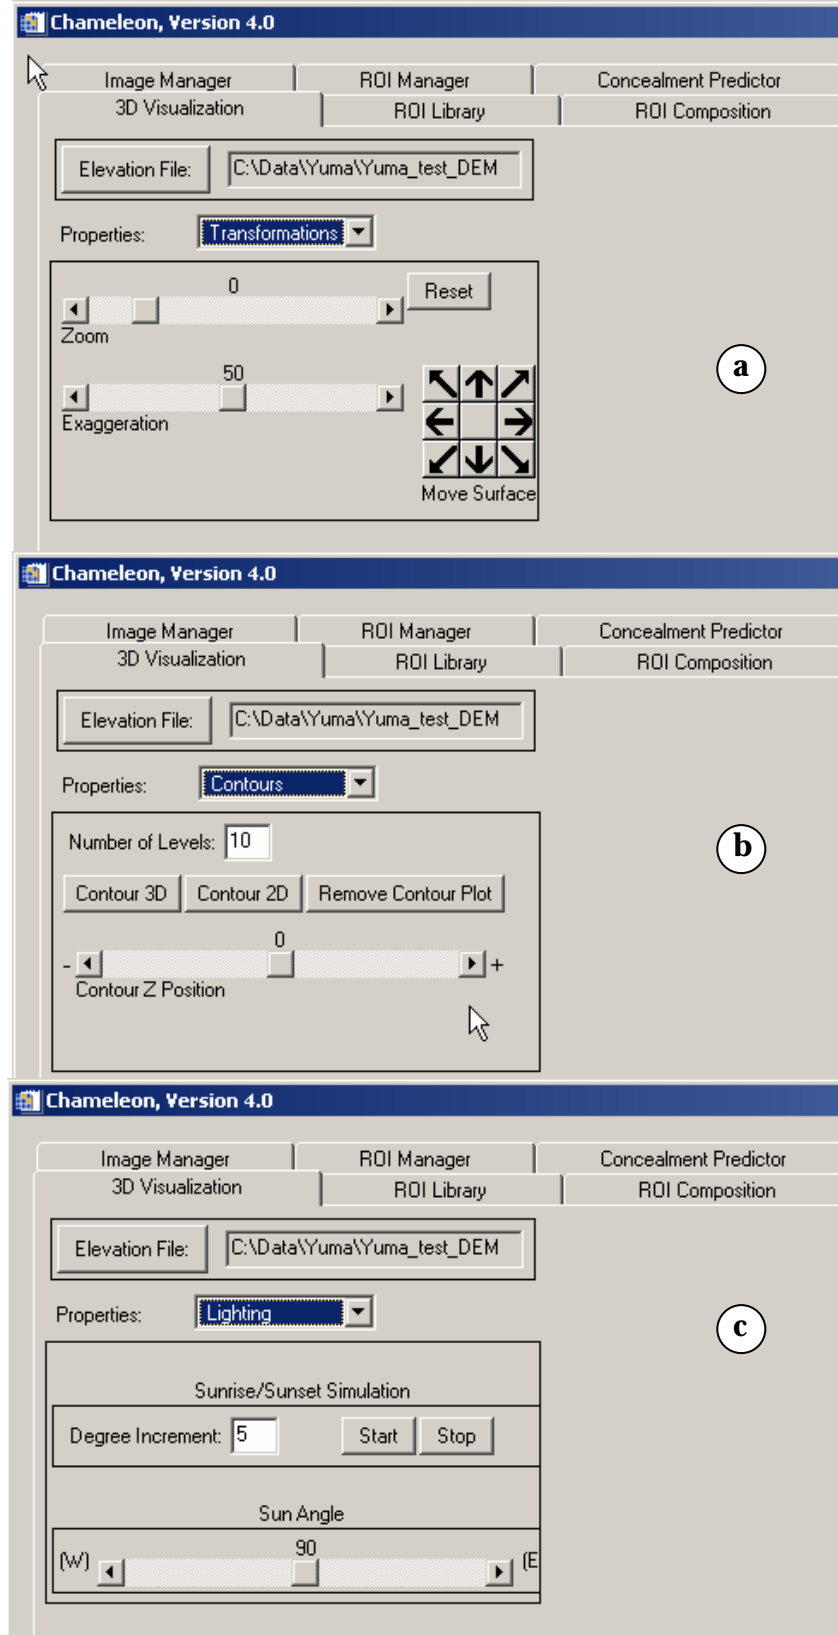 Chameleon, Version 4.0
Image Manager ROI Manager Concealment Predictor
3D Visualization ROI Library ROI Composition
Elevation File: C:\Data\Yuma\Yuma_test_DEM
Properties: Transformations
0 Reset
Zoom
50
Exaggeration
Move Surface
a
Chameleon, Version 4.0
Image Manager ROI Manager Concealment Predictor
3D Visualization ROI Library ROI Composition
Elevation File: C:\Data\Yuma\Yuma_test_DEM
Properties: Contours
Number of Levels: 10
Contour 3D Contour 2D Remove Contour Plot
0
- +
Contour Z Position
b
Chameleon, Version 4.0
Image Manager ROI Manager Concealment Predictor
3D Visualization ROI Library ROI Composition
Elevation File: C:\Data\Yuma\Yuma_test_DEM
Properties: Lighting
Sunrise/Sunset Simulation
Degree Increment: 5 Start Stop
Sun Angle
90
(W) (E
c